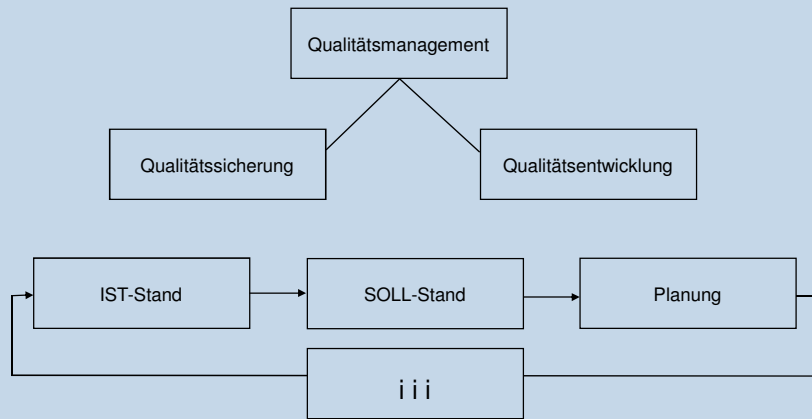 Qualitätsmanagement
Qualitätssicherung
Qualitätsentwicklung
IST-Stand
SOLL-Stand
Planung
i i i